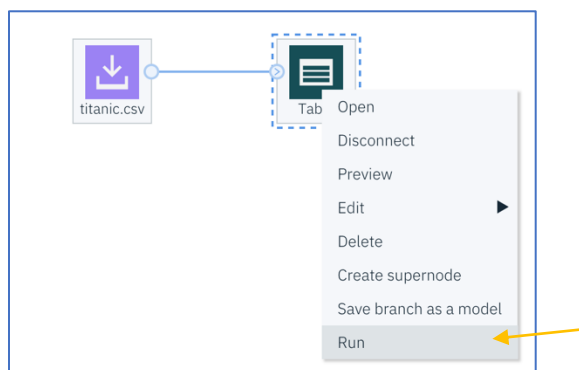 titanic.csv
Tab
Open
Disconnect
Preview
Edit
Delete
Create supernode
Save branch as a model
Run